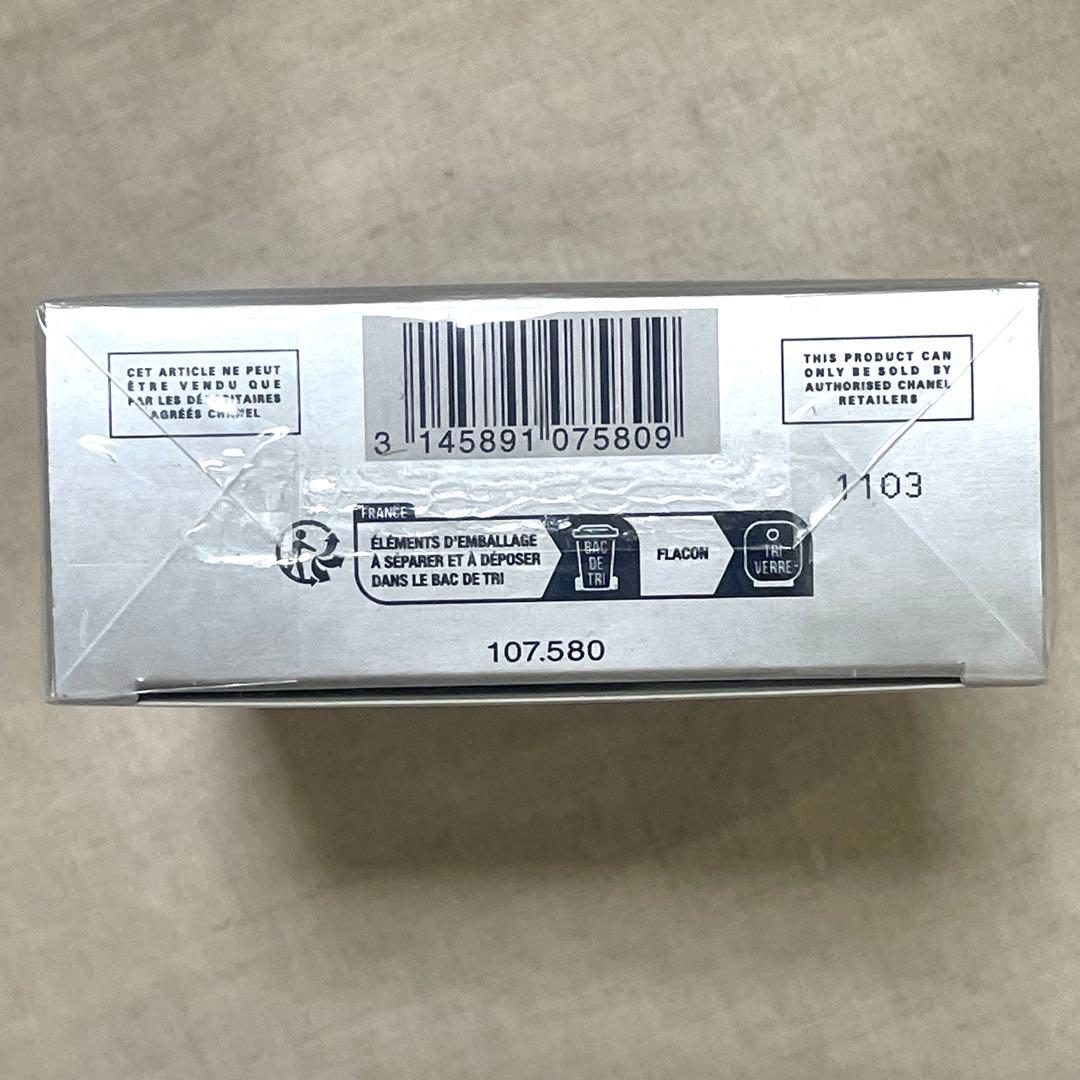 CET ARTICLE NE PEUT
ÊTRE VENDU QUE
PAR LES DÉPOSITAIRES
AGRÉÉS CHANEL
3 145891 075809
THIS PRODUCT CAN
ONLY BE SOLD BY
AUTHORISED CHANEL
RETAILERS
1103
FRANCE
ÉLÉMENTS D'EMBALLAGE
À SÉPARER ET À DÉPOSER
DANS LE BAC DE TRI
BAC
DE
TRI
FLACON
TRI
VERRE
107.580